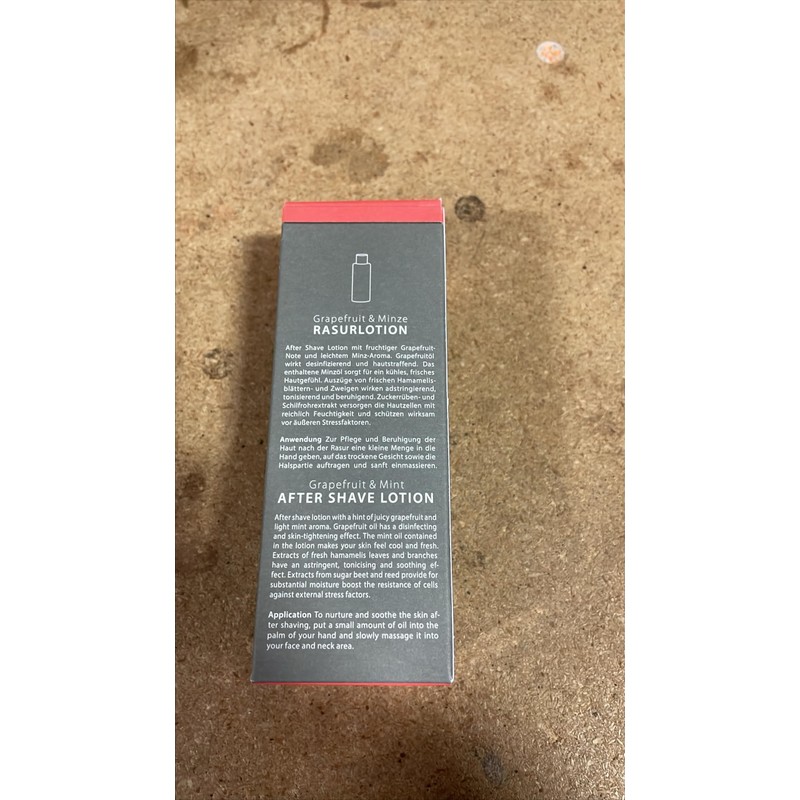 Grapefruit & Minze
RASURLOTION
After Shave Lotion mit fruchtiger Grapefruit-
Note und leichtem Minz-Aroma. Grapefruitöl
wirkt desinfizierend und hautstraffend. Das
enthaltene Minzöl sorgt für ein kühles, frisches
Hautgefühl. Auszüge von frischen Hamamelis-
blättern- und Zweigen wirken adstringierend,
tonisierend und beruhigend. Zuckerrüben- und
Schilfrohrextrakt versorgen die Hautzellen mit
reichlich Feuchtigkeit und schützen wirksam
vor äußeren Stressfaktoren.
Anwendung Zur Pflege und Beruhigung der
Haut nach der Rasur eine kleine Menge in die
Hand geben, auf das trockene Gesicht sowie die
Halspartie auftragen und sanft einmassieren.
Grapefruit & Mint
AFTER SHAVE LOTION
After shave lotion with a hint of juicy grapefruit and
light mint aroma. Grapefruit oil has a disinfecting
and skin-tightening effect. The mint oil contained
in the lotion makes your skin feel cool and fresh.
Extracts of fresh hamamelis leaves and branches
have an astringent, tonicising and soothing ef-
fect. Extracts from sugar beet and reed provide for
substantial moisture boost the resistance of cells
against external stress factors.
Application To nurture and soothe the skin af-
ter shaving, put a small amount of oil into the
palm of your hand and slowly massage it into
your face and neck area.